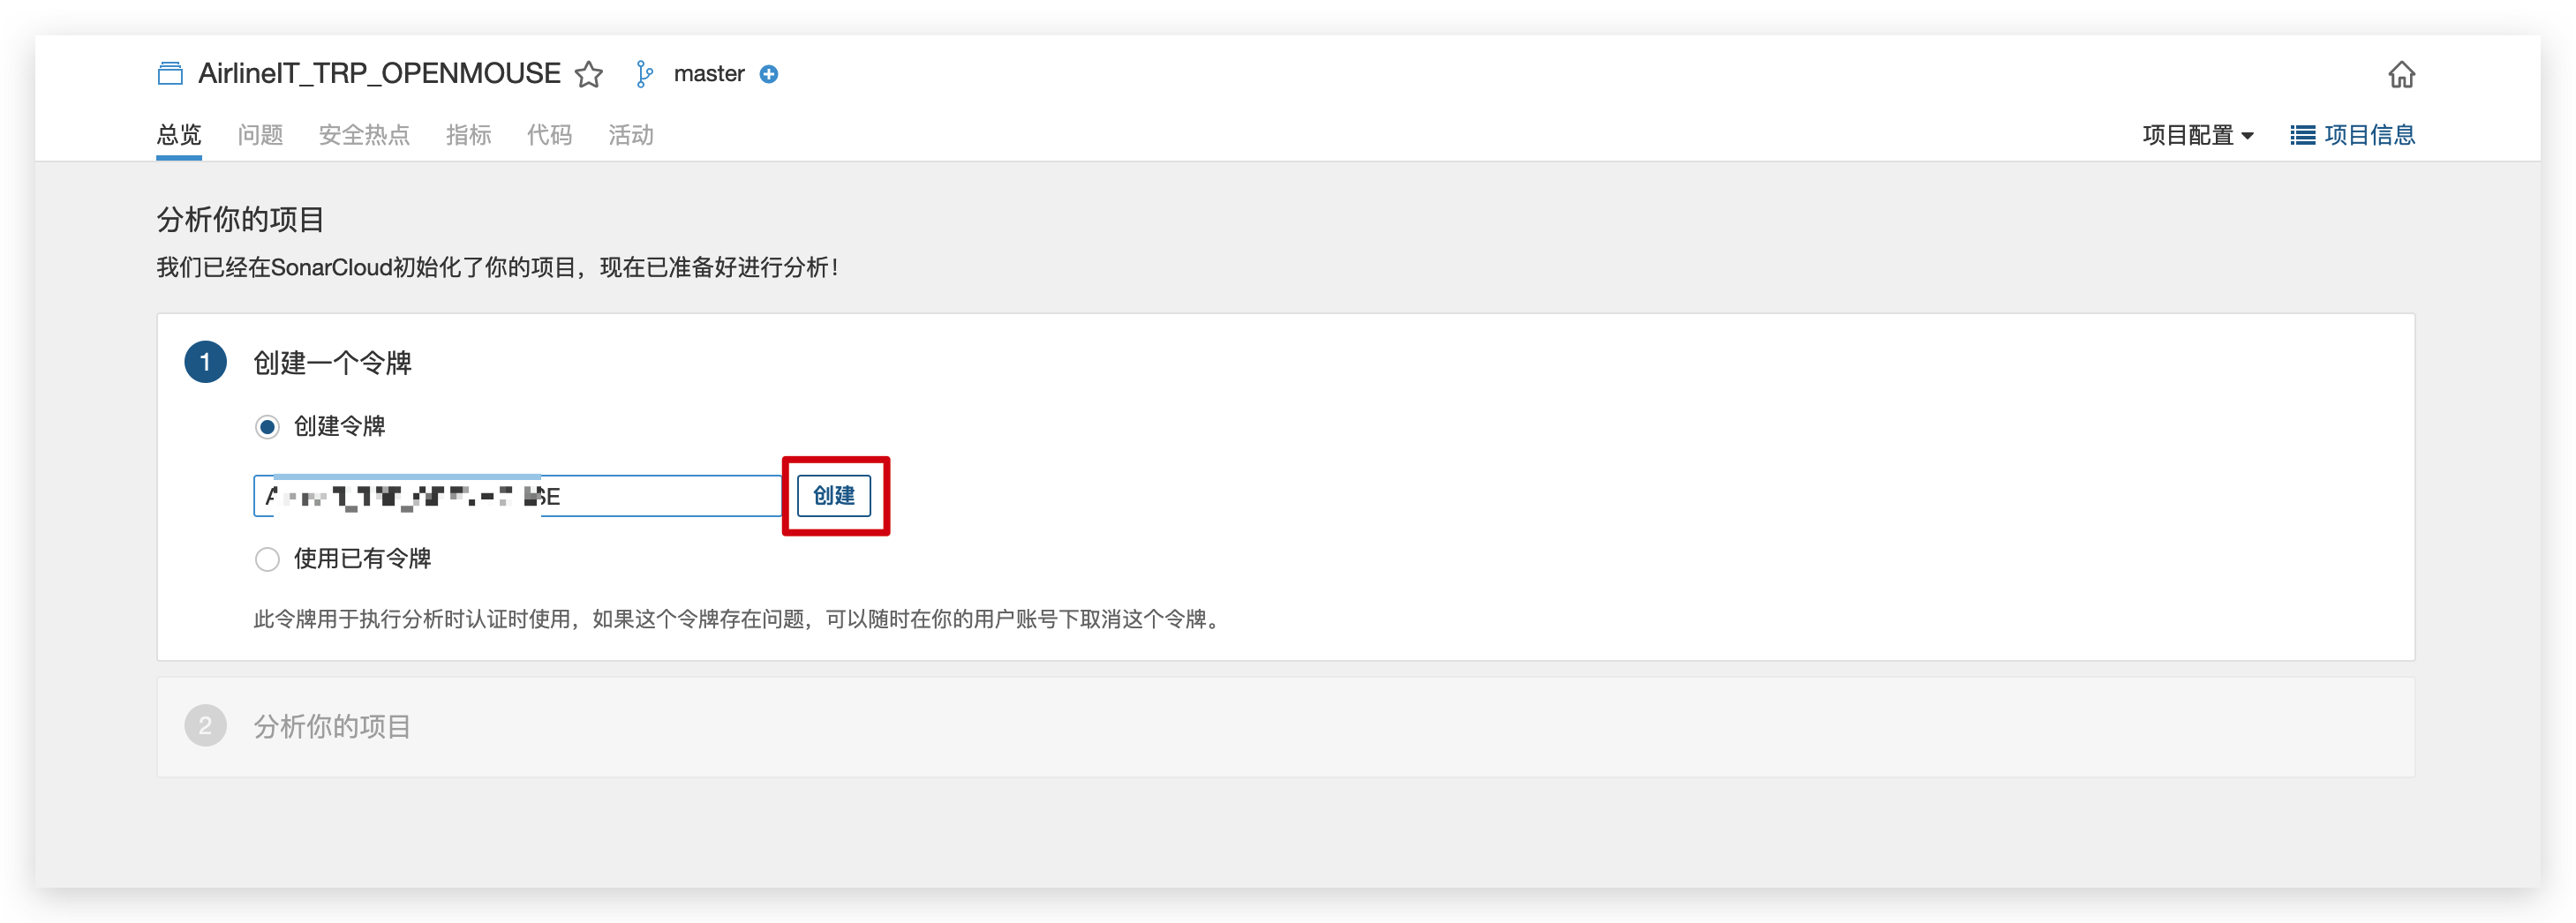 AirlineIT_TRP_OPENMOUSE master
总览 问题 安全热点 指标 代码 活动 项目配置 项目信息
分析你的项目
我们已经在SonarCloud初始化了你的项目，现在已准备好进行分析！
1 创建一个令牌
创建令牌
创建
使用已有令牌
此令牌用于执行分析时认证时使用，如果这个令牌存在问题，可以随时在你的用户账号下取消这个令牌。
2 分析你的项目